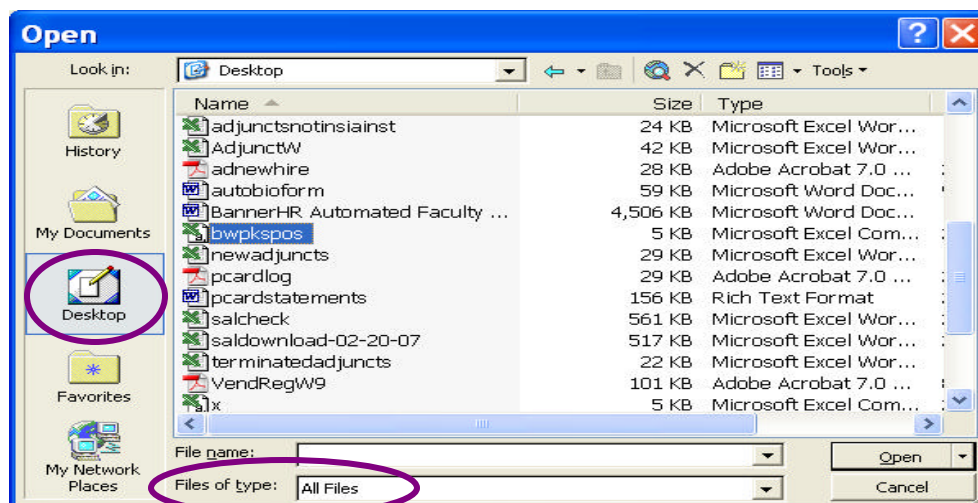 Open
Look in: Desktop Tools
Name Size Type
adjunctsnotinsiainst 24 KB Microsoft Excel Wor...
AdjunctW 42 KB Microsoft Excel Wor...
adnewhire 28 KB Adobe Acrobat 7.0 ...
autobioform 59 KB Microsoft Word Doc...
BannerHR Automated Faculty ... 4,506 KB Microsoft Word Doc...
bwpkspos 5 KB Microsoft Excel Com...
newadjuncts 29 KB Microsoft Excel Wor...
pcardlog 29 KB Adobe Acrobat 7.0 ...
pcardstatements 156 KB Rich Text Format
salcheck 561 KB Microsoft Excel Wor...
saldownload-02-20-07 517 KB Microsoft Excel Wor...
terminatedadjuncts 22 KB Microsoft Excel Wor...
VendRegW9 101 KB Adobe Acrobat 7.0 ...
x 5 KB Microsoft Excel Com...
History
My Documents
Desktop
Favorites
My Network
Places
File name: Open
Files of type: All Files Cancel